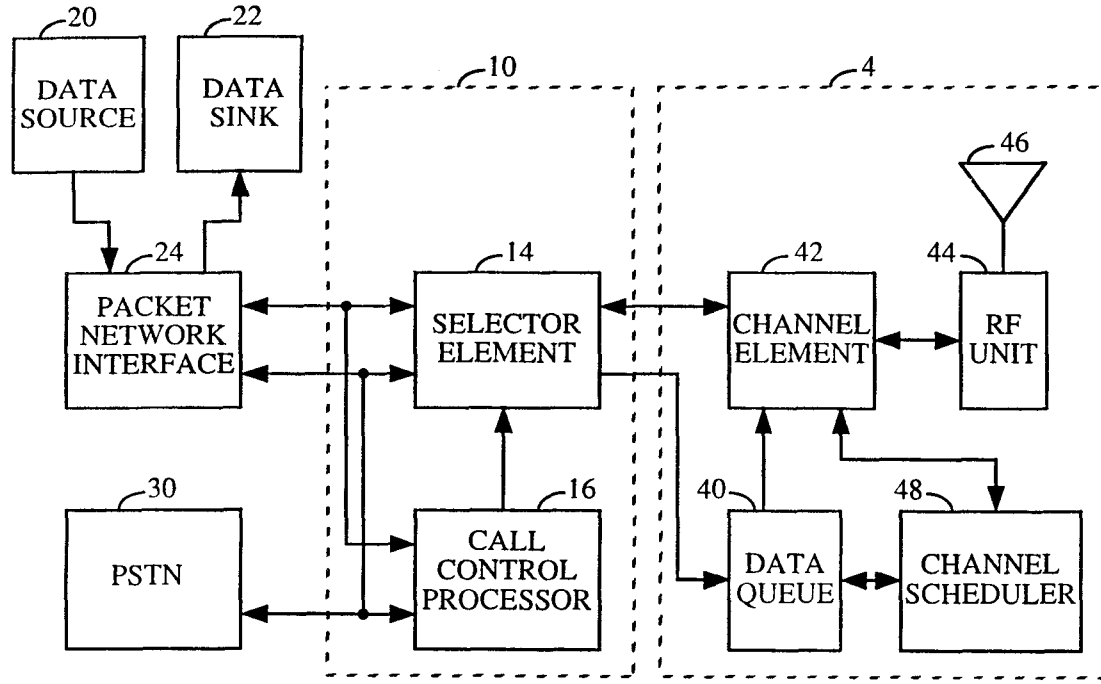 20
22
DATA
SOURCE
DATA
SINK
10
4
46
24
PACKET
NETWORK
INTERFACE
14
SELECTOR
ELEMENT
42
CHANNEL
ELEMENT
44
RF
UNIT
30
PSTN
16
CALL
CONTROL
PROCESSOR
40
DATA
QUEUE
48
CHANNEL
SCHEDULER